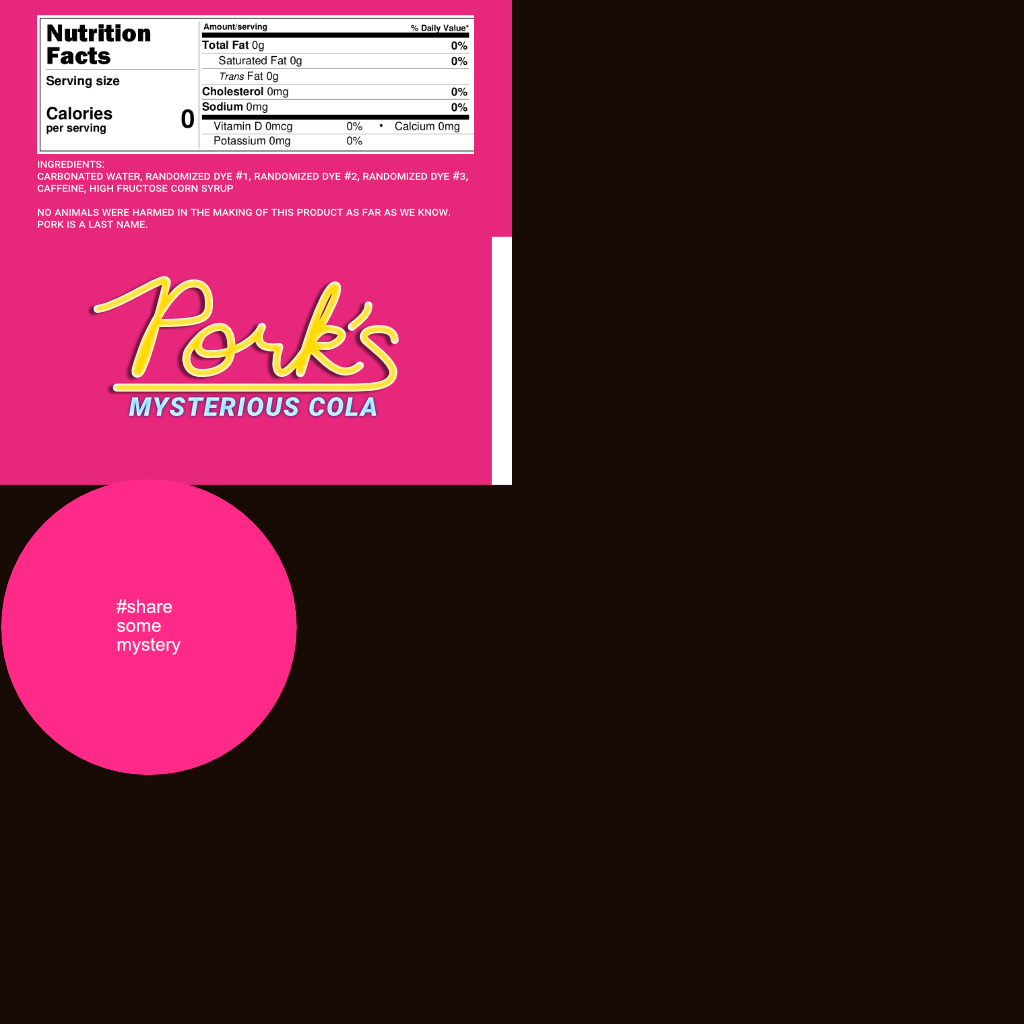 Nutrition
Facts
Serving size
Calories
per serving
0
Amount/serving % Daily Value*
Total Fat 0g 0%
Saturated Fat 0g 0%
Trans Fat 0g
Cholesterol 0mg 0%
Sodium 0mg 0%
Vitamin D 0mcg 0% • Calcium 0mg
Potassium 0mg 0%
INGREDIENTS:
CARBONATED WATER, RANDOMIZED DYE #1, RANDOMIZED DYE #2, RANDOMIZED DYE #3,
CAFFEINE, HIGH FRUCTOSE CORN SYRUP
NO ANIMALS WERE HARMED IN THE MAKING OF THIS PRODUCT AS FAR AS WE KNOW.
PORK IS A LAST NAME.
Pork's
MYSTERIOUS COLA
#share
some
mystery